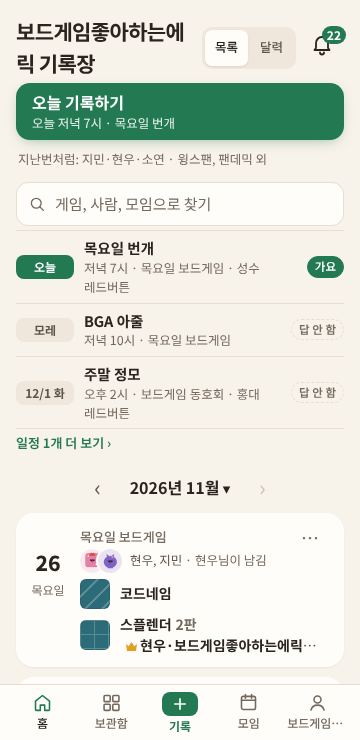 보드게임좋아하는에
릭 기록장
목록
달력
22
오늘 기록하기
오늘 저녁 7시 · 목요일 번개
지난번처럼: 지민·현우·소연 · 윙스팬, 팬데믹 외
게임, 사람, 모임으로 찾기
오늘
목요일 번개
저녁 7시 · 목요일 보드게임 · 성수
레드버튼
가요
모레
BGA 아줄
저녁 10시 · 목요일 보드게임
답 안 함
12/1 화
주말 정모
오후 2시 · 보드게임 동호회 · 홍대
레드버튼
답 안 함
일정 1개 더 보기 ›
‹ 2026년 11월 ▾ ›
목요일 보드게임 ···
26
목요일
현우, 지민 · 현우님이 남김
코드네임
스플렌더 2판
현우·보드게임좋아하는에릭···
홈
보관함
기록
모임
보드게임···